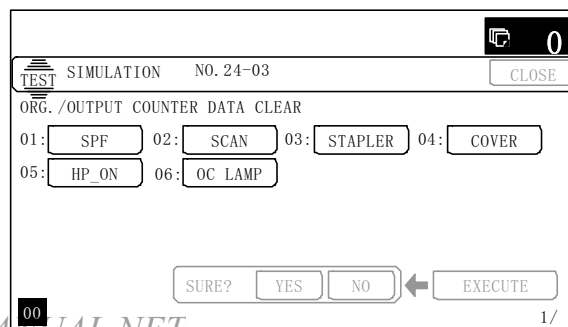 0
TEST SIMULATION NO. 24-03 CLOSE
ORG./OUTPUT COUNTER DATA CLEAR
01: SPF 02: SCAN 03: STAPLER 04: COVER
05: HP_ON 06: OC LAMP
SURE? YES NO EXECUTE
00 1/